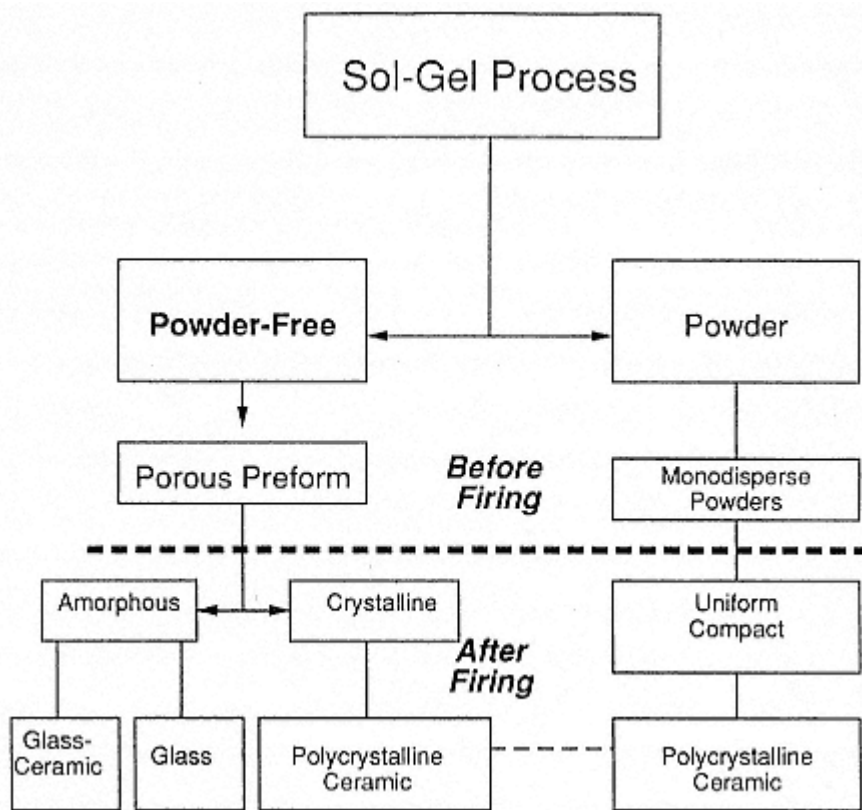 Sol-Gel Process
Powder-Free
Powder
Porous Preform
Before
Firing
Monodisperse
Powders
Amorphous
Crystalline
Uniform
Compact
After
Firing
Glass-
Ceramic
Glass
Polycrystalline
Ceramic
Polycrystalline
Ceramic